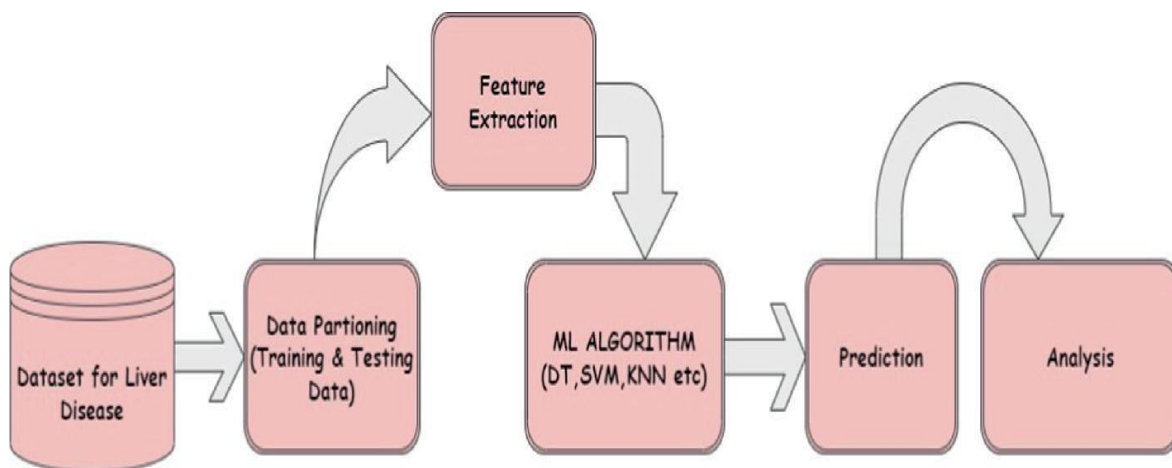 Dataset for Liver
Disease
Data Partioning
(Training & Testing
Data)
Feature
Extraction
ML ALGORITHM
(DT,SVM,KNN etc)
Prediction
Analysis